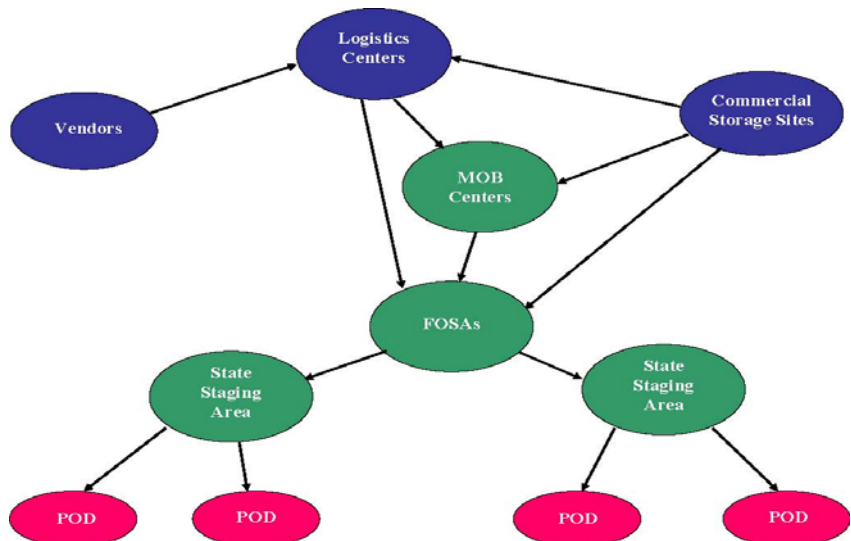 Logistics
Centers
Vendors
Commercial
Storage Sites
MOB
Centers
FOSAs
State
Staging
Area
State
Staging
Area
POD
POD
POD
POD